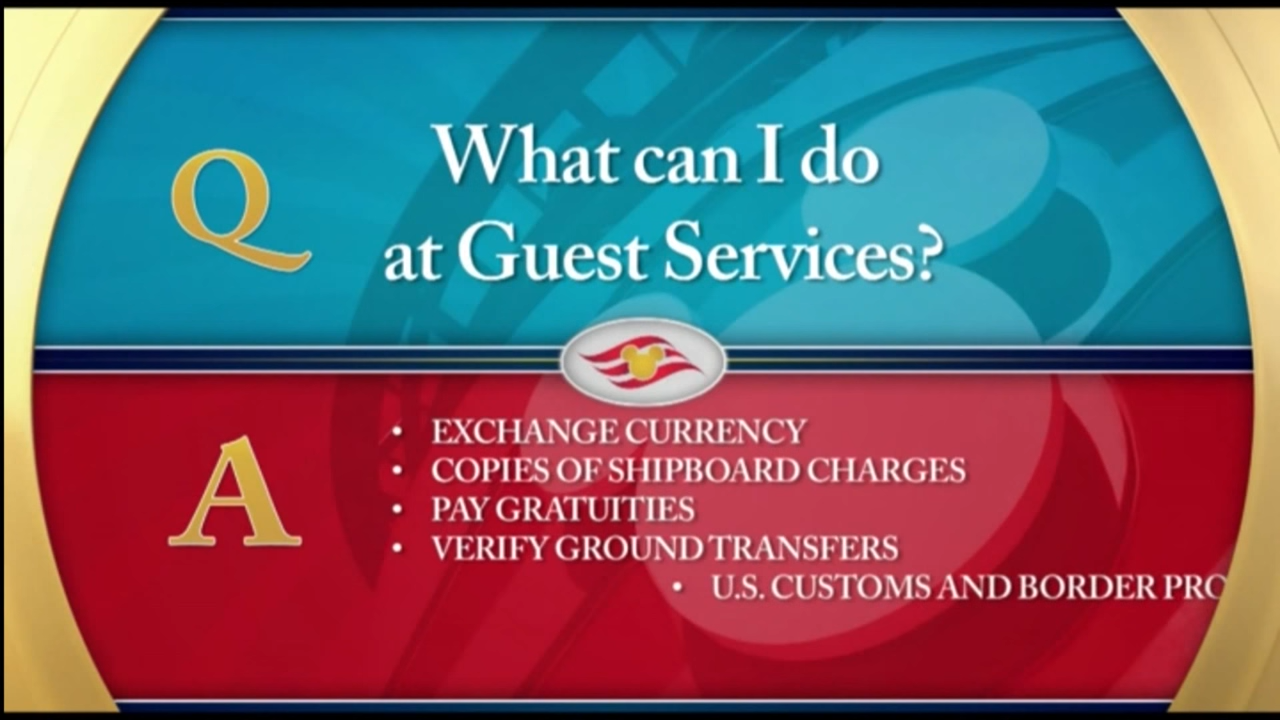 Q
What can I do
at Guest Services?
A
• EXCHANGE CURRENCY
• COPIES OF SHIPBOARD CHARGES
• PAY GRATUITIES
• VERIFY GROUND TRANSFERS
• U.S. CUSTOMS AND BORDER PRO